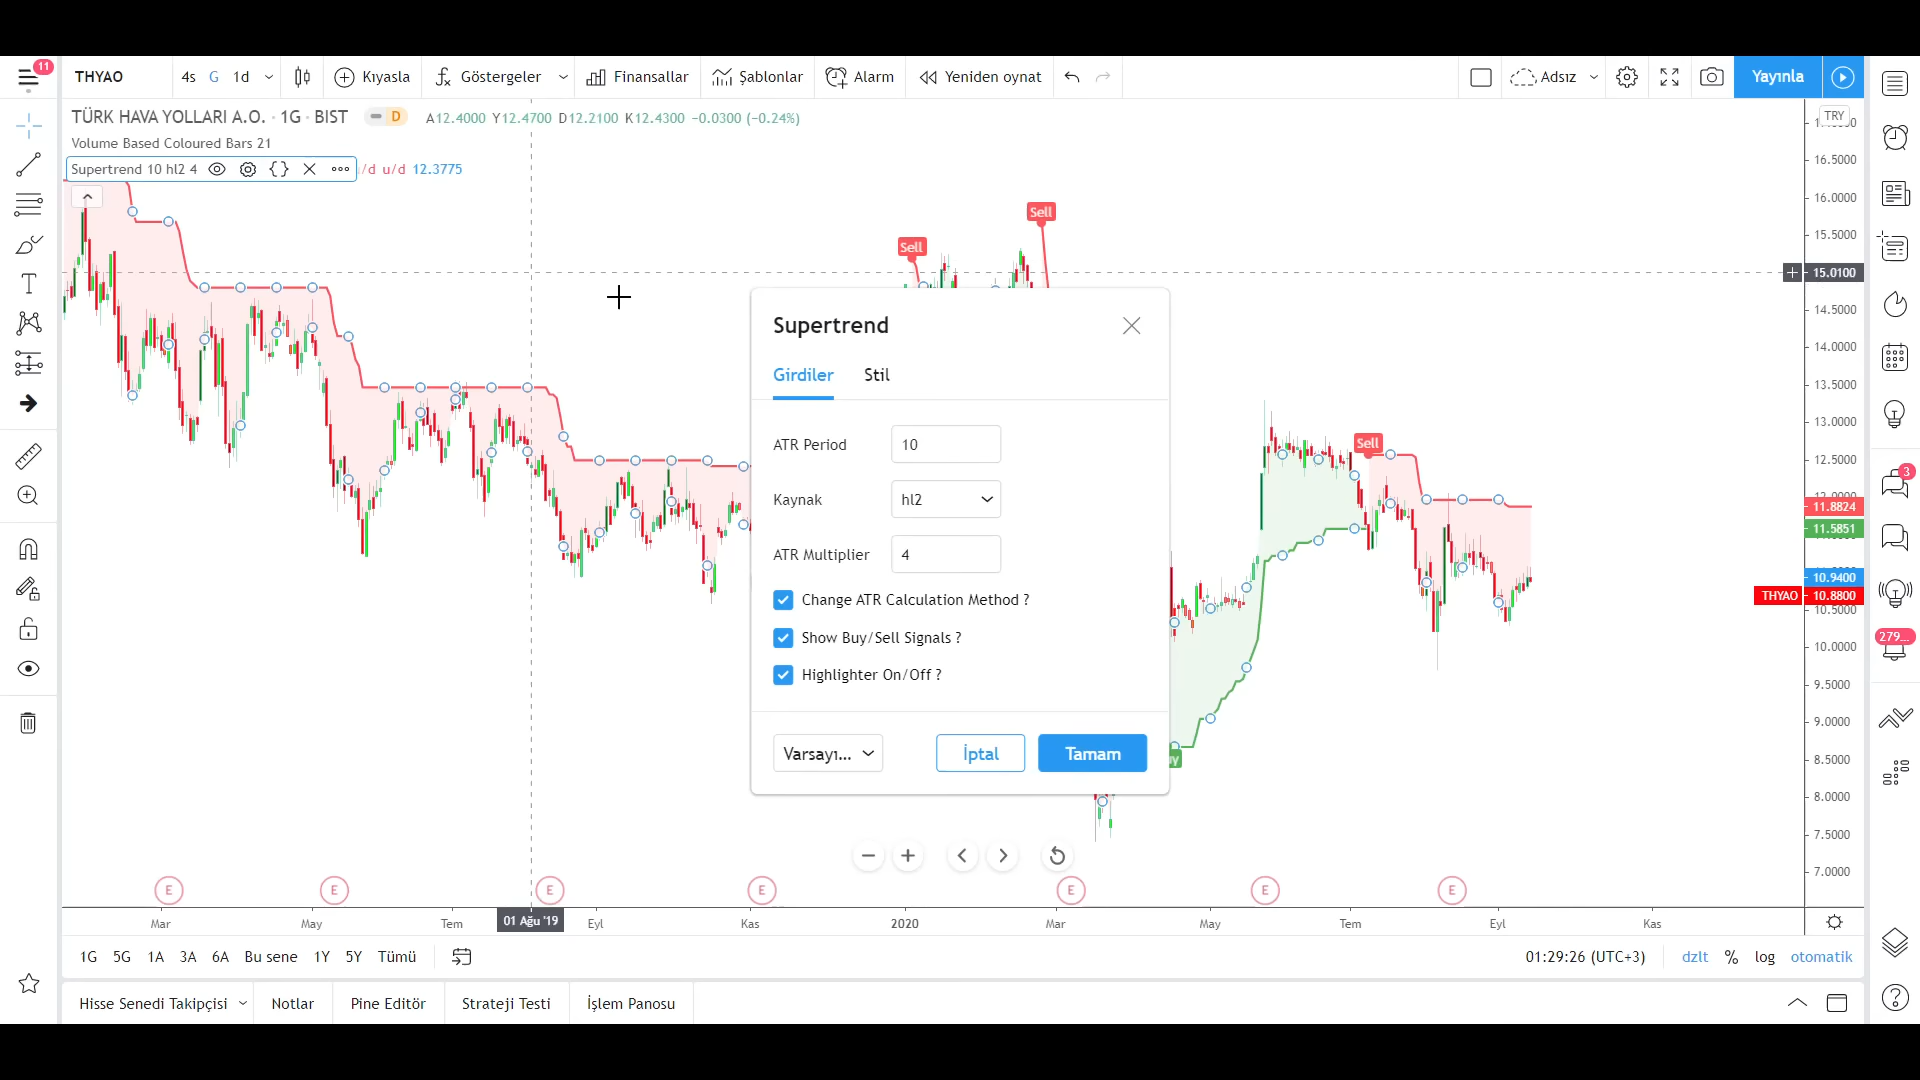 11
THYAO
4s G 1d
Kıyasla
Göstergeler
Finansallar
Şablonlar
Alarm
Yeniden oynat
Adsız
Yayınla
TÜRK HAVA YOLLARI A.O. · 1G · BIST
D
A12.4000 Y12.4700 D12.2100 K12.4300 −0.0300 (−0.24%)
TRY
Volume Based Coloured Bars 21
Supertrend 10 hl2 4
/d u/d 12.3775
16.5000
16.0000
15.5000
15.0100
14.5000
14.0000
13.5000
13.0000
12.5000
12.0000
11.8824
11.5851
10.9400
THYAO 10.8800
10.5000
10.0000
9.5000
9.0000
8.5000
8.0000
7.5000
7.0000
Sell
Sell
Sell
Supertrend
Girdiler
Stil
ATR Period
10
Kaynak
hl2
ATR Multiplier
4
Change ATR Calculation Method ?
Show Buy/Sell Signals ?
Highlighter On/Off ?
Varsayı...
İptal
Tamam
3
279...
E E E E E E E
Mar May Tem 01 Ağu '19 Eyl Kas 2020 Mar May Tem Eyl Kas
1G 5G 1A 3A 6A Bu sene 1Y 5Y Tümü
01:29:26 (UTC+3)
dzlt % log otomatik
Hisse Senedi Takipçisi
Notlar
Pine Editör
Strateji Testi
İşlem Panosu